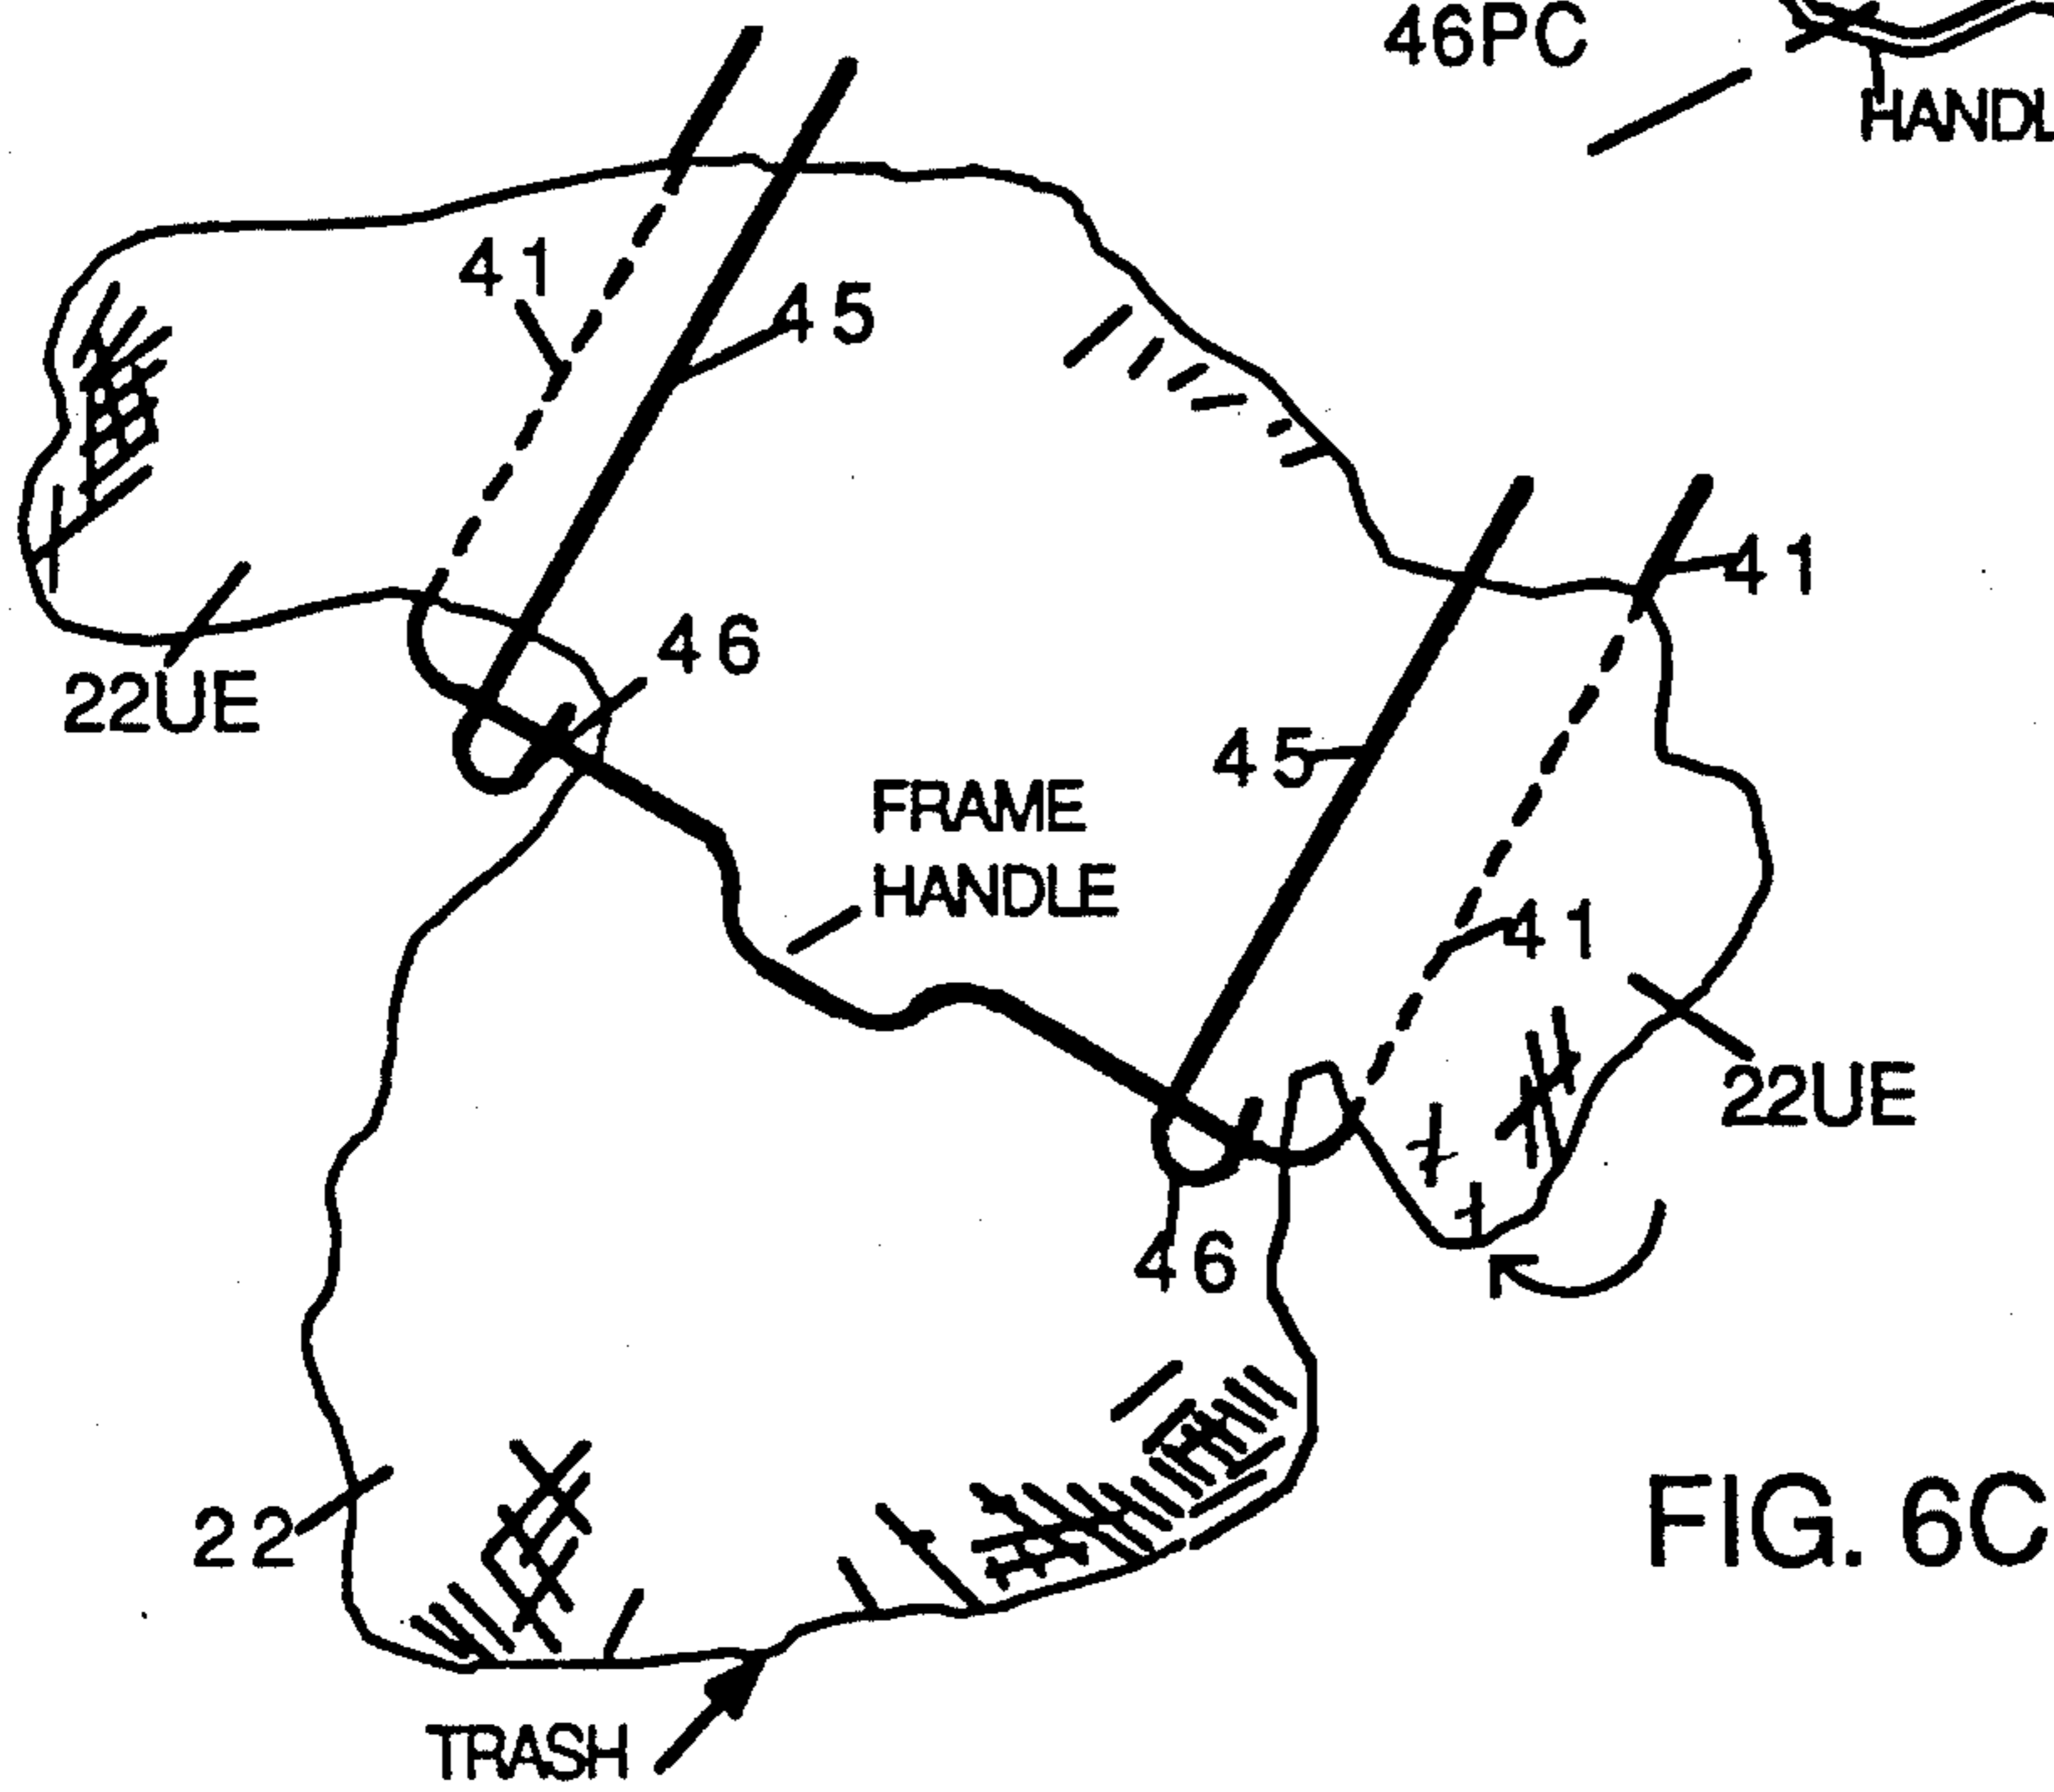 46PC
HANDL
41
45
46
22UE
41
45
FRAME
HANDLE
41
22UE
46
22
FIG. 6C
TRASH